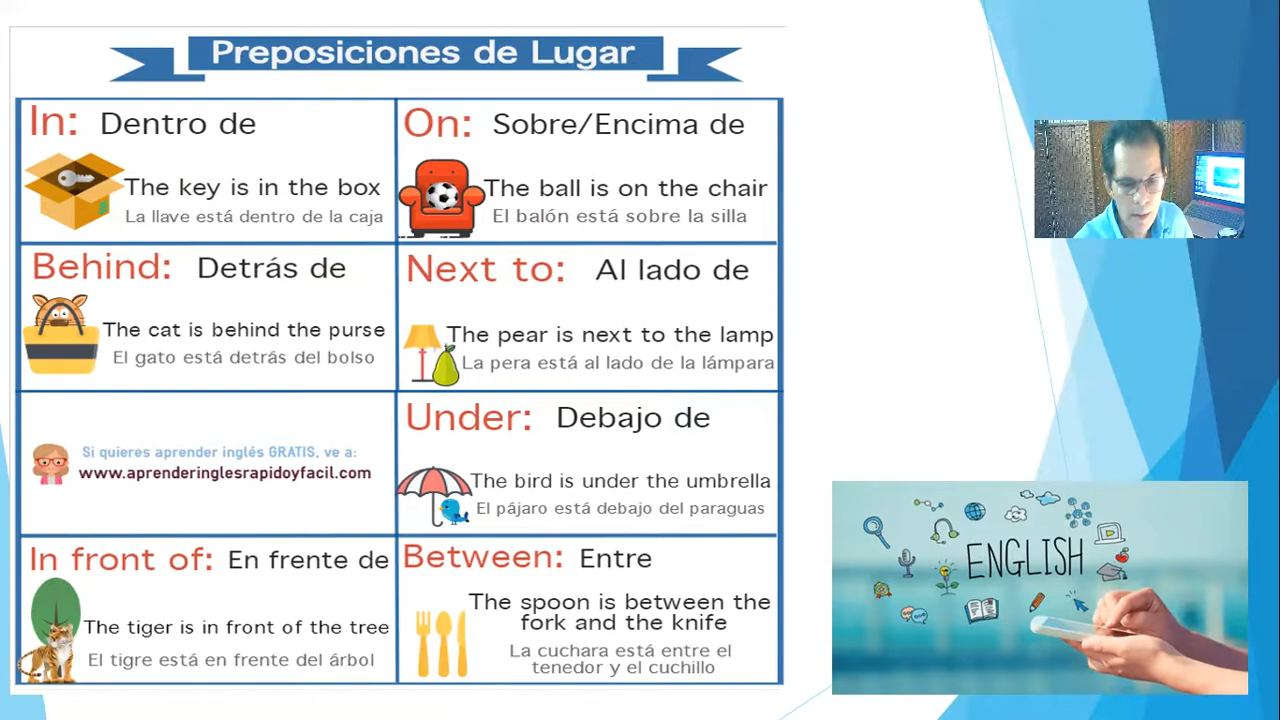 Preposiciones de Lugar
In: Dentro de
The key is in the box
La llave está dentro de la caja
On: Sobre/Encima de
The ball is on the chair
El balón está sobre la silla
Behind: Detrás de
The cat is behind the purse
El gato está detrás del bolso
Next to: Al lado de
The pear is next to the lamp
La pera está al lado de la lámpara
Si quieres aprender inglés GRATIS, ve a:
www.aprenderinglesrapidoyfacil.com
Under: Debajo de
The bird is under the umbrella
El pájaro está debajo del paraguas
In front of: En frente de
The tiger is in front of the tree
El tigre está en frente del árbol
Between: Entre
The spoon is between the
fork and the knife
La cuchara está entre el
tenedor y el cuchillo
ENGLISH